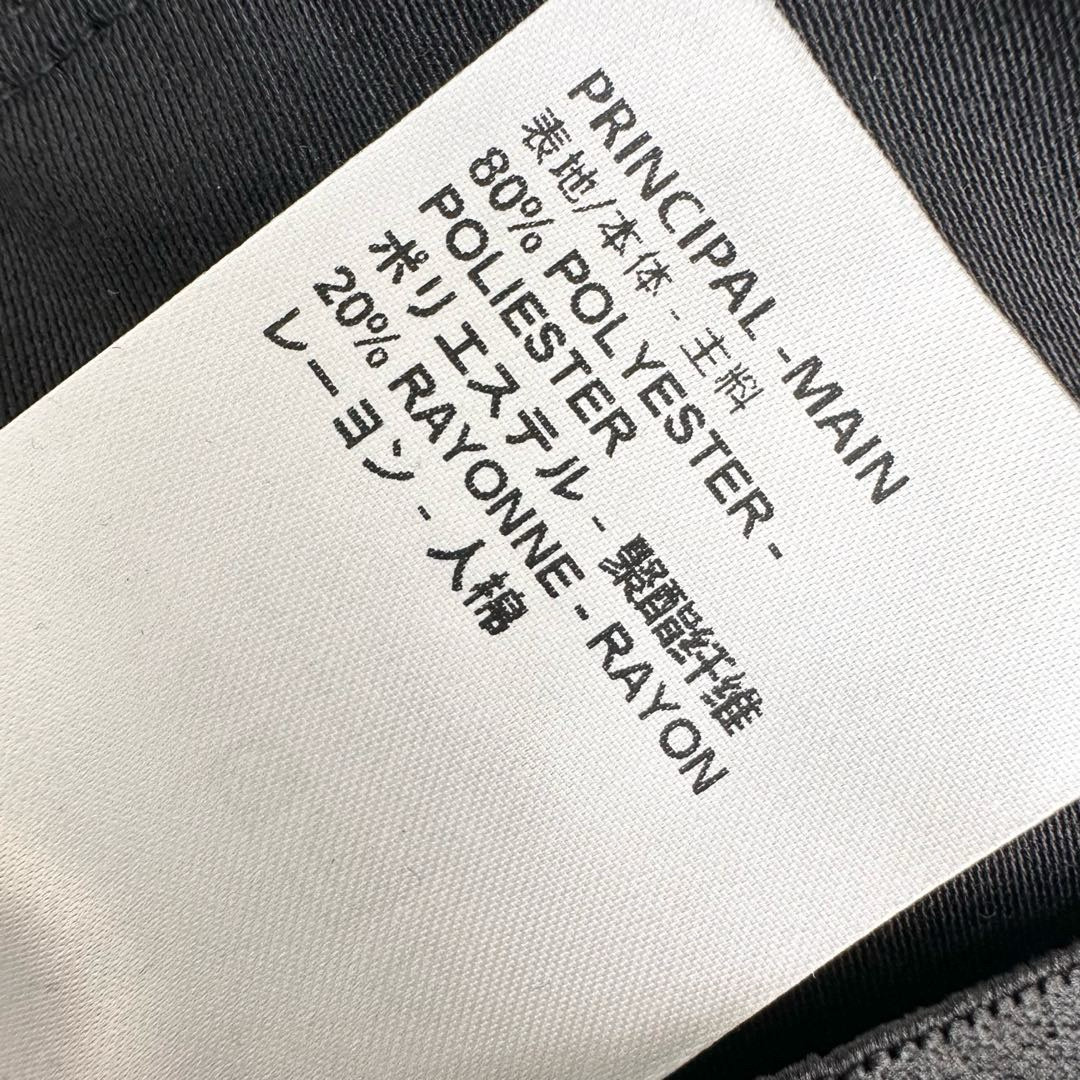 PRINCIPAL -MAIN
表地/本体 - 主料
80% POLYESTER -
POLIESTER
ポリエステル - 聚酯纤维
20% RAYONNE - RAYON
レーヨン - 人棉